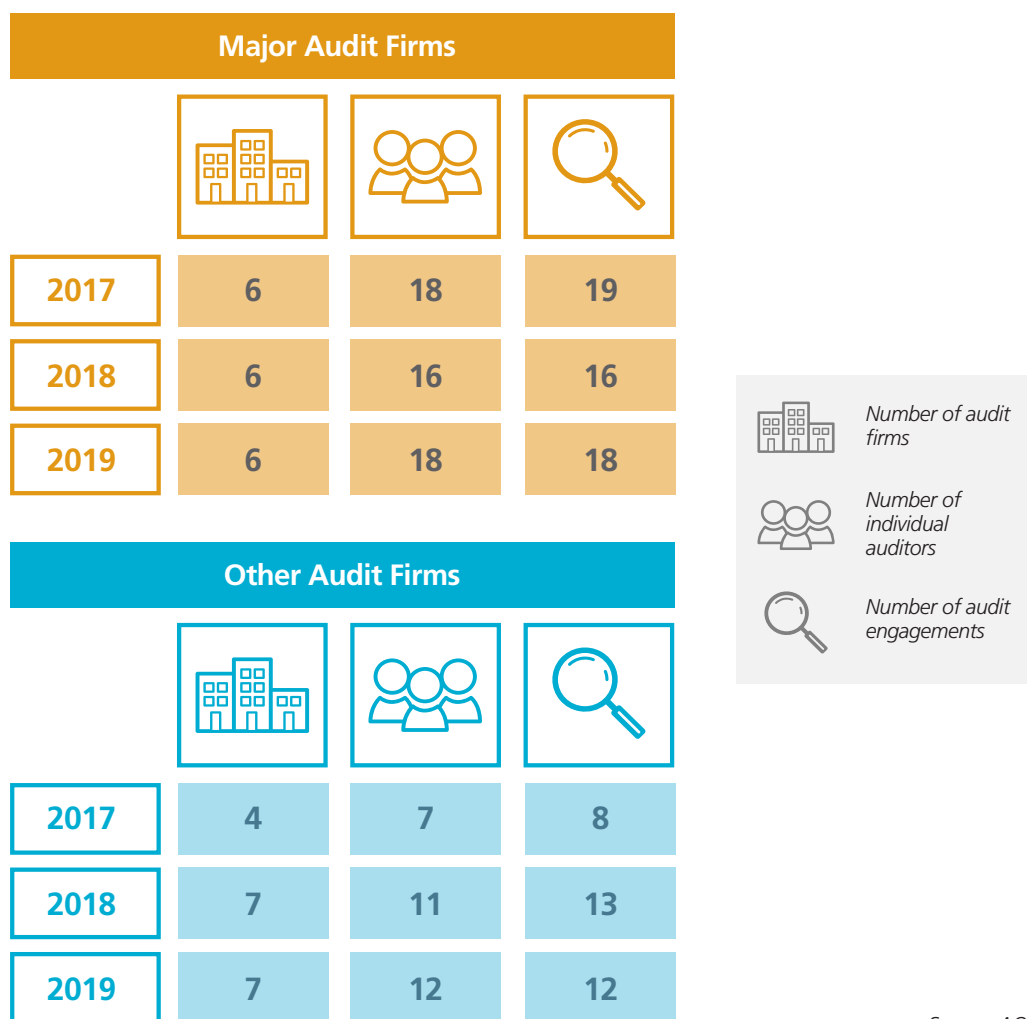 Major Audit Firms
2017 6 18 19
2018 6 16 16
2019 6 18 18
Number of audit
firms
Number of
individual
auditors
Number of audit
engagements
Other Audit Firms
2017 4 7 8
2018 7 11 13
2019 7 12 12